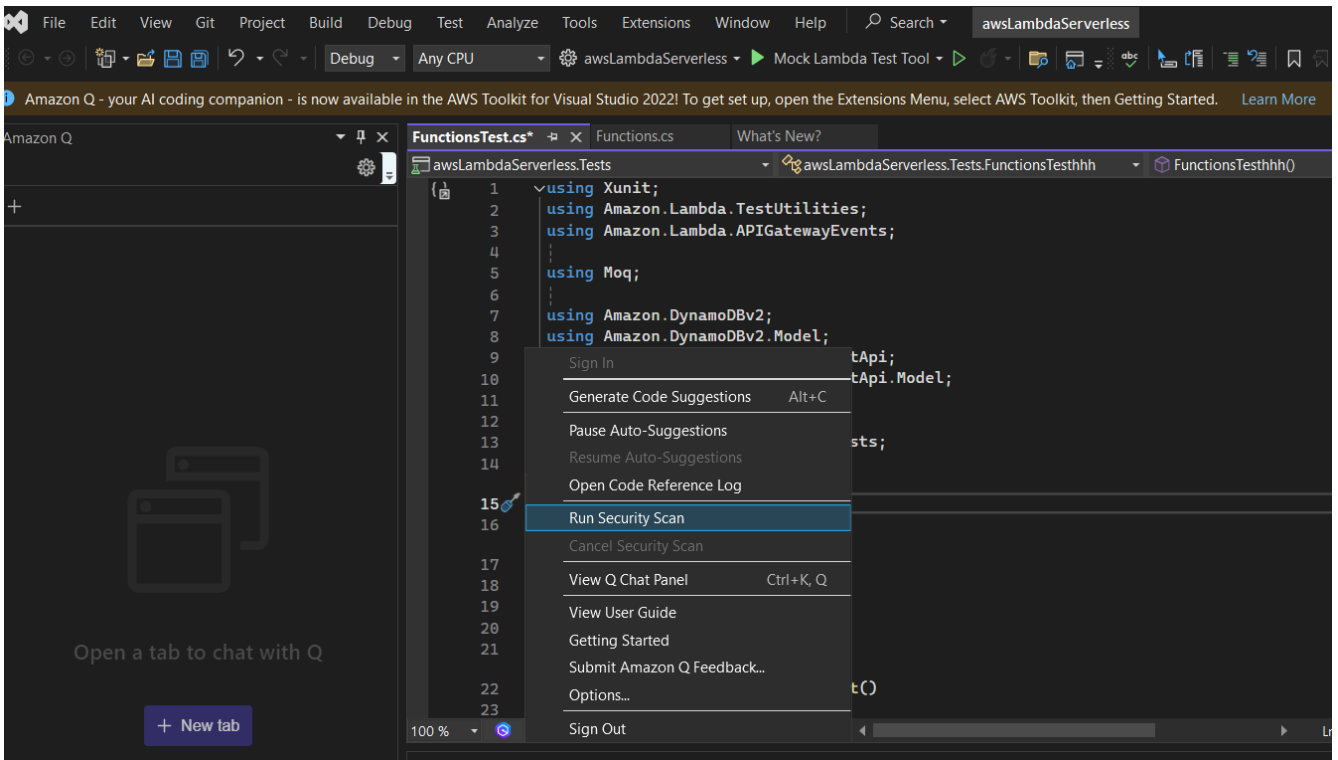 File Edit View Git Project Build Debug Test Analyze Tools Extensions Window Help Search awsLambdaServerless
Debug Any CPU awsLambdaServerless Mock Lambda Test Tool
Amazon Q - your AI coding companion - is now available in the AWS Toolkit for Visual Studio 2022! To get set up, open the Extensions Menu, select AWS Toolkit, then Getting Started. Learn More
Amazon Q
FunctionsTest.cs* Functions.cs What's New?
awsLambdaServerless.Tests awsLambdaServerless.Tests.FunctionsTesthhh FunctionsTesthhh()
1 using Xunit;
2 using Amazon.Lambda.TestUtilities;
3 using Amazon.Lambda.APIGatewayEvents;
4
5 using Moq;
6
7 using Amazon.DynamoDBv2;
8 using Amazon.DynamoDBv2.Model;
9 tApi;
10 tApi.Model;
11
12
13 sts;
14
15
16
17
18
19
20
21
22 t()
23
Sign In
Generate Code Suggestions Alt+C
Pause Auto-Suggestions
Resume Auto-Suggestions
Open Code Reference Log
Run Security Scan
Cancel Security Scan
View Q Chat Panel Ctrl+K, Q
View User Guide
Getting Started
Submit Amazon Q Feedback...
Options...
Sign Out
Open a tab to chat with Q
+ New tab
100 %
Ln